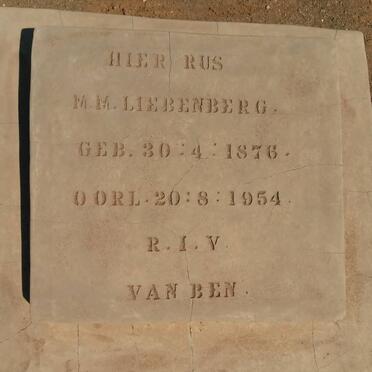 HIER RUS
M.M. LIEBENBERG.
GEB. 30:4:1876.
OORL. 20:8:1954.
R.I.V.
VAN BEN.